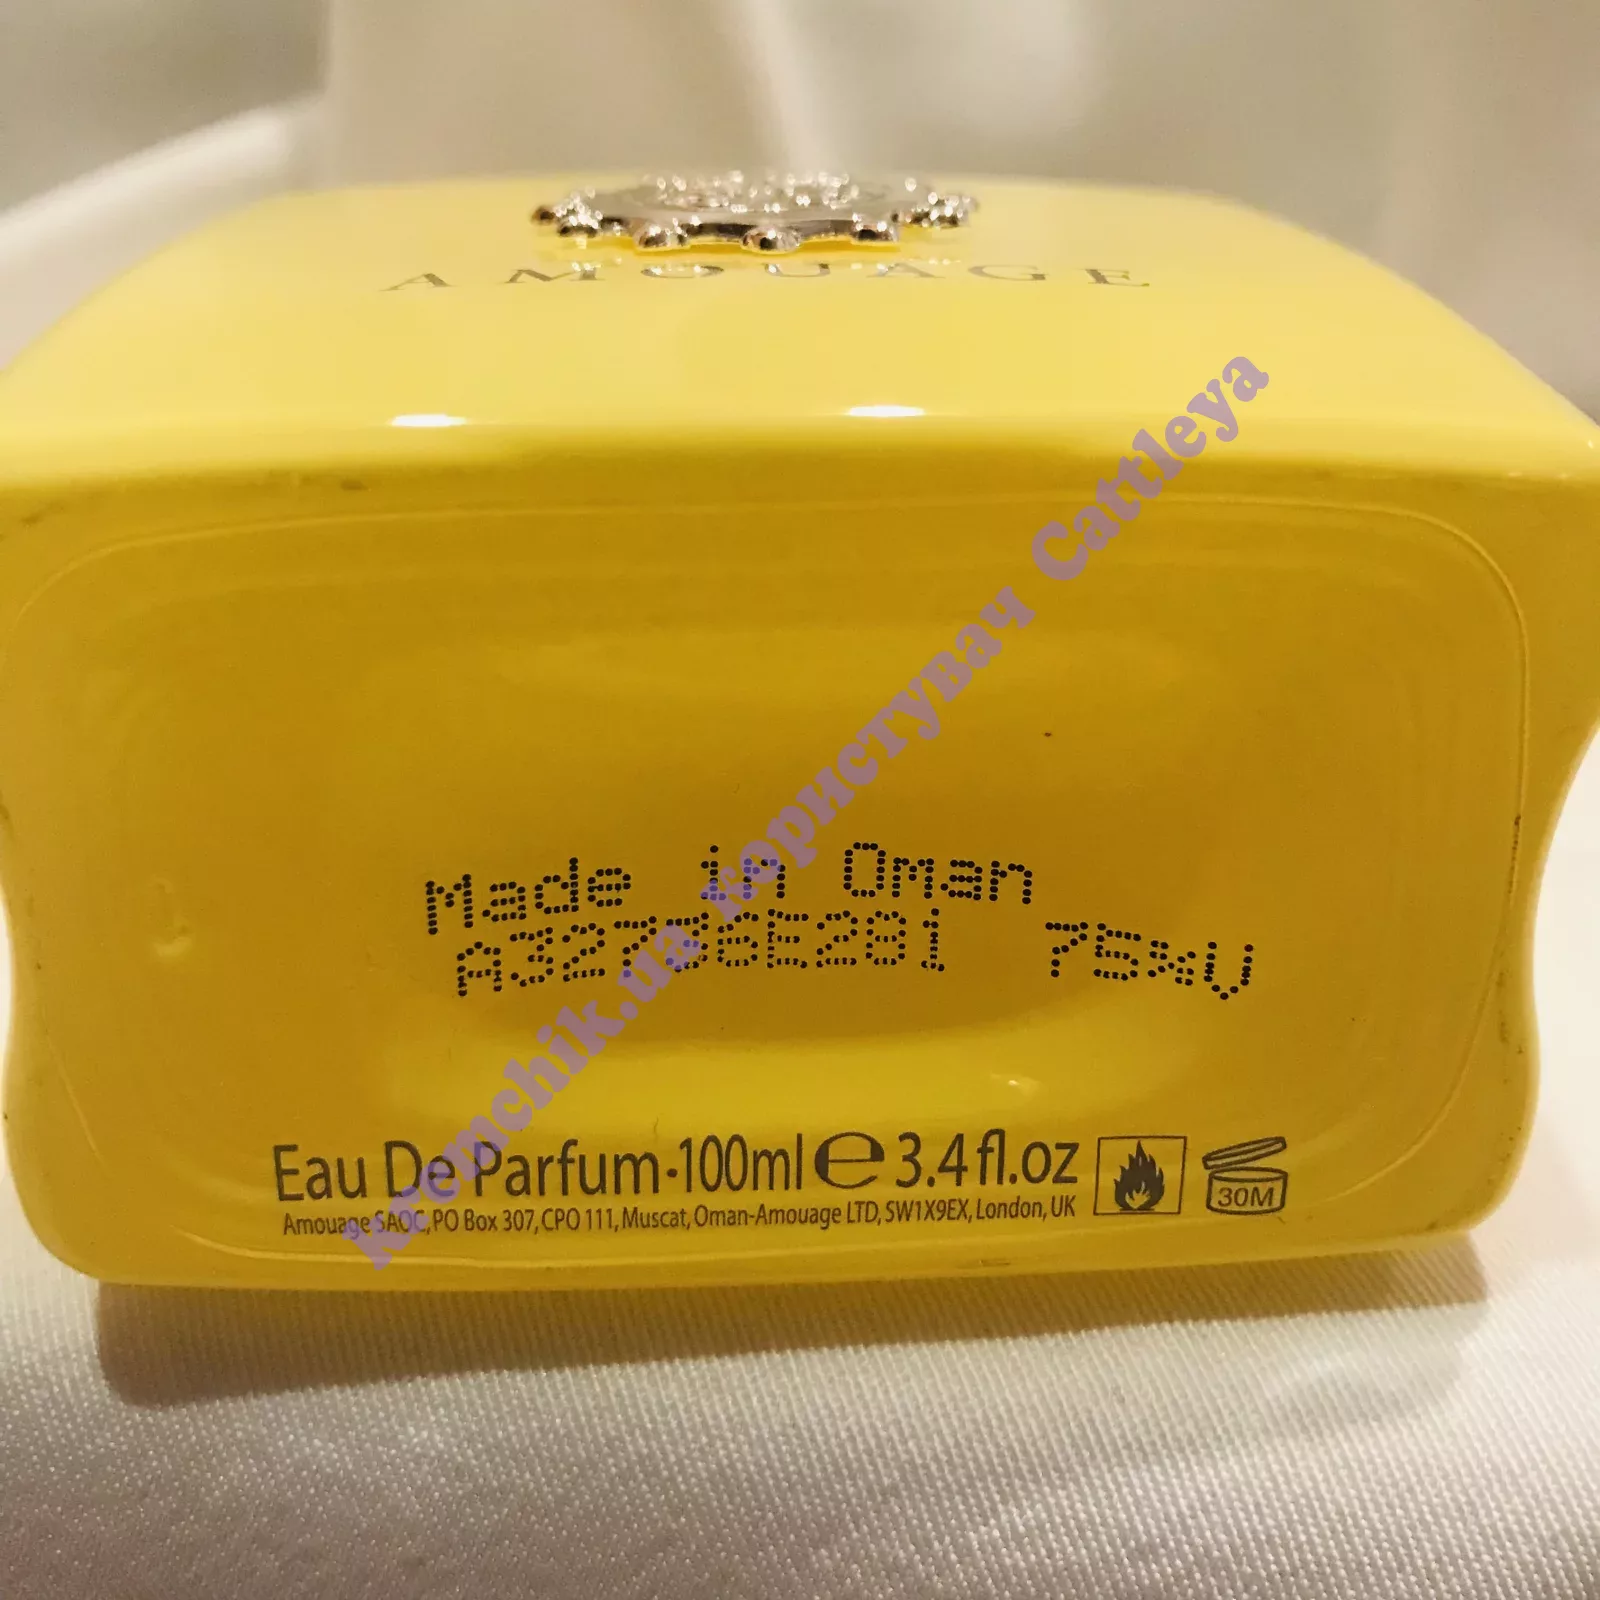 AMOUAGE
Made in Oman
A32736E281 75%V
Eau De Parfum·100ml ℮ 3.4 fl.oz
30M
Amouage SAOC, PO Box 307, CPO 111, Muscat, Oman-Amouage LTD, SW1X9EX, London, UK
Kremchik.ua Користувач Cattleya